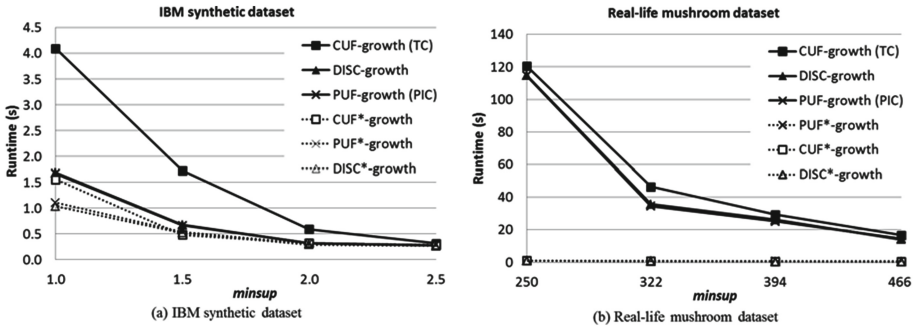 IBM synthetic dataset
4.5
4.0
3.5
3.0
2.5
2.0
1.5
1.0
0.5
0.0
Runtime (s)
CUF-growth (TC)
DISC-growth
PUF-growth (PIC)
CUF*-growth
PUF*-growth
DISC*-growth
1.0
1.5
2.0
2.5
minsup
(a) IBM synthetic dataset
Real-life mushroom dataset
140
120
100
80
60
40
20
0
Runtime (s)
CUF-growth (TC)
DISC-growth
PUF-growth (PIC)
PUF*-growth
CUF*-growth
DISC*-growth
250
322
394
466
minsup
(b) Real-life mushroom dataset